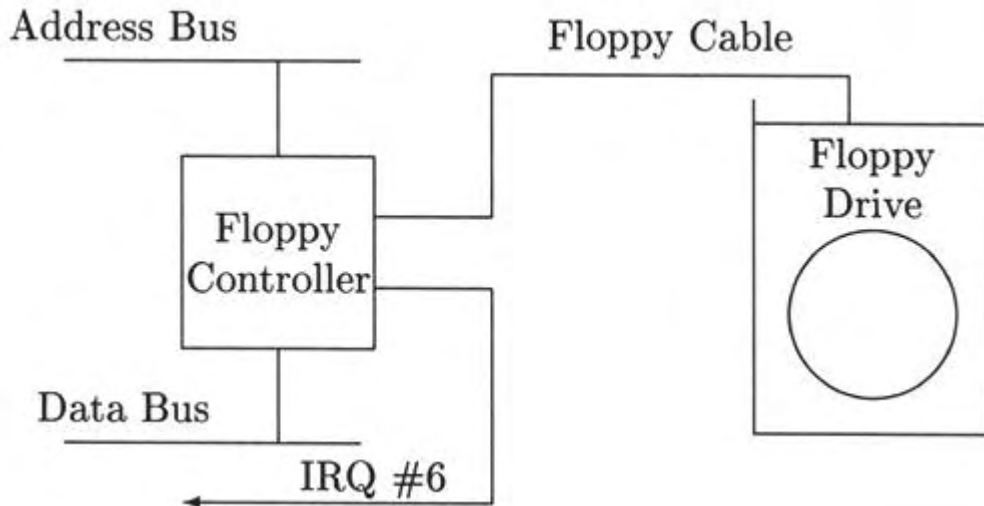 Address Bus
Floppy Cable
Floppy
Drive
Floppy
Controller
Data Bus
IRQ #6